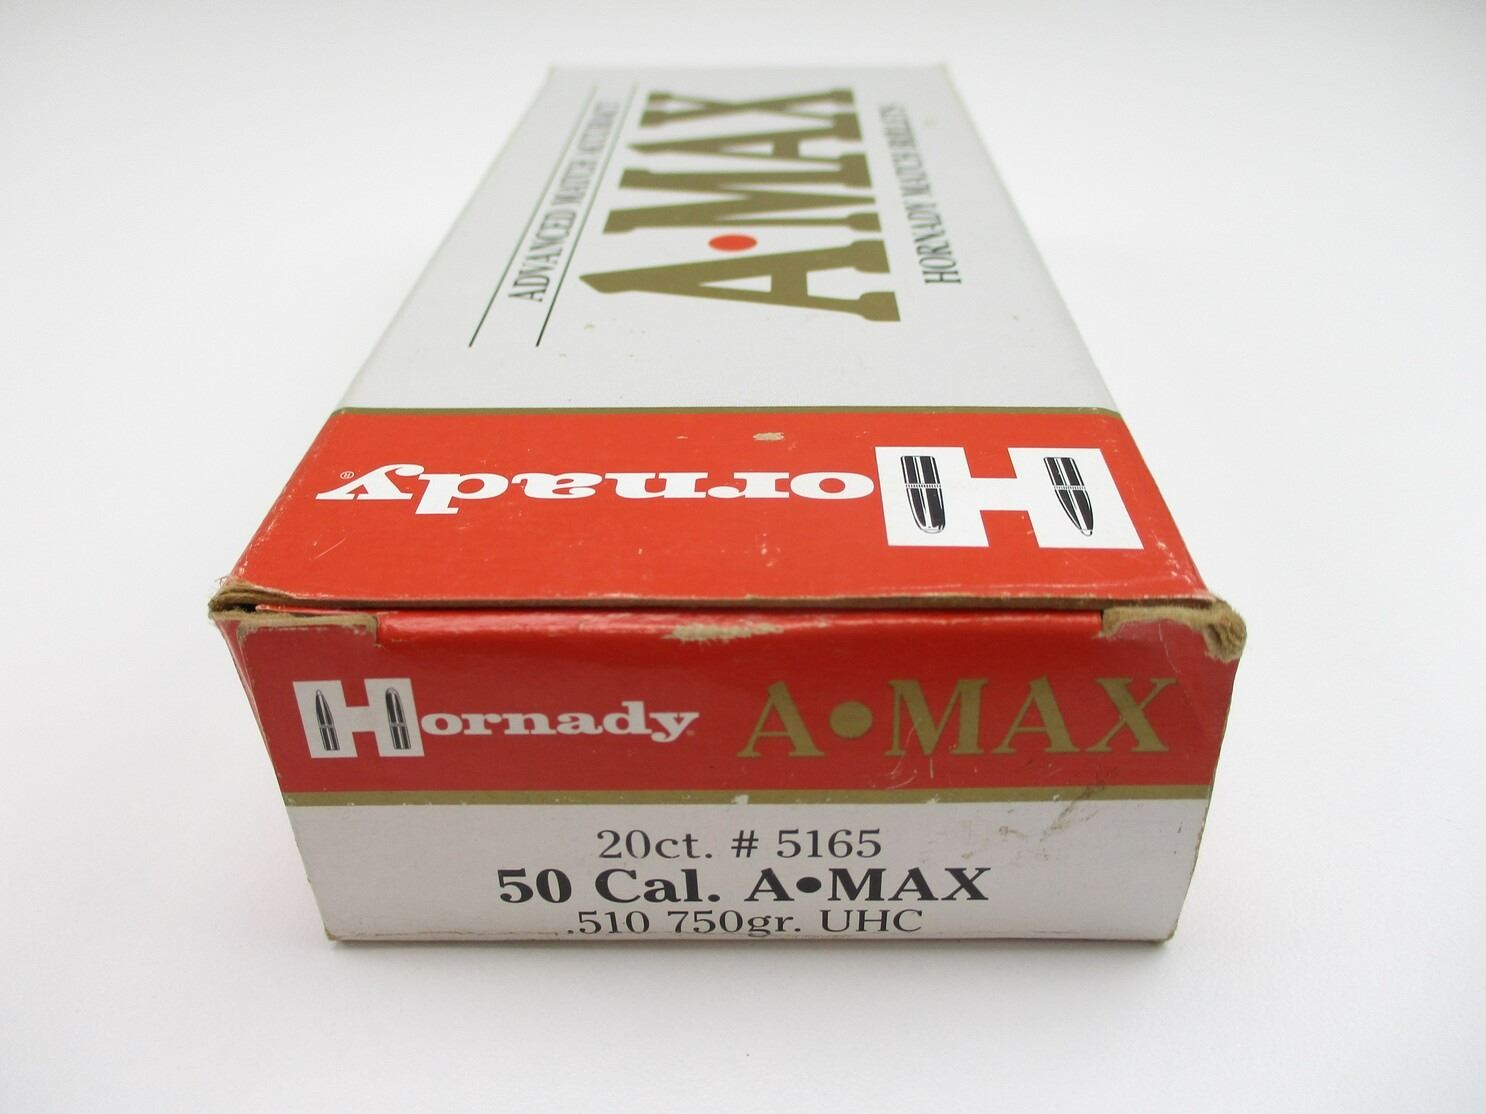 ADVANCED MATCH ACCURACY
A•MAX
HORNADY MATCH BULLETS
Hornady®
Hornady A•MAX
20ct. # 5165
50 Cal. A•MAX
.510 750gr. UHC